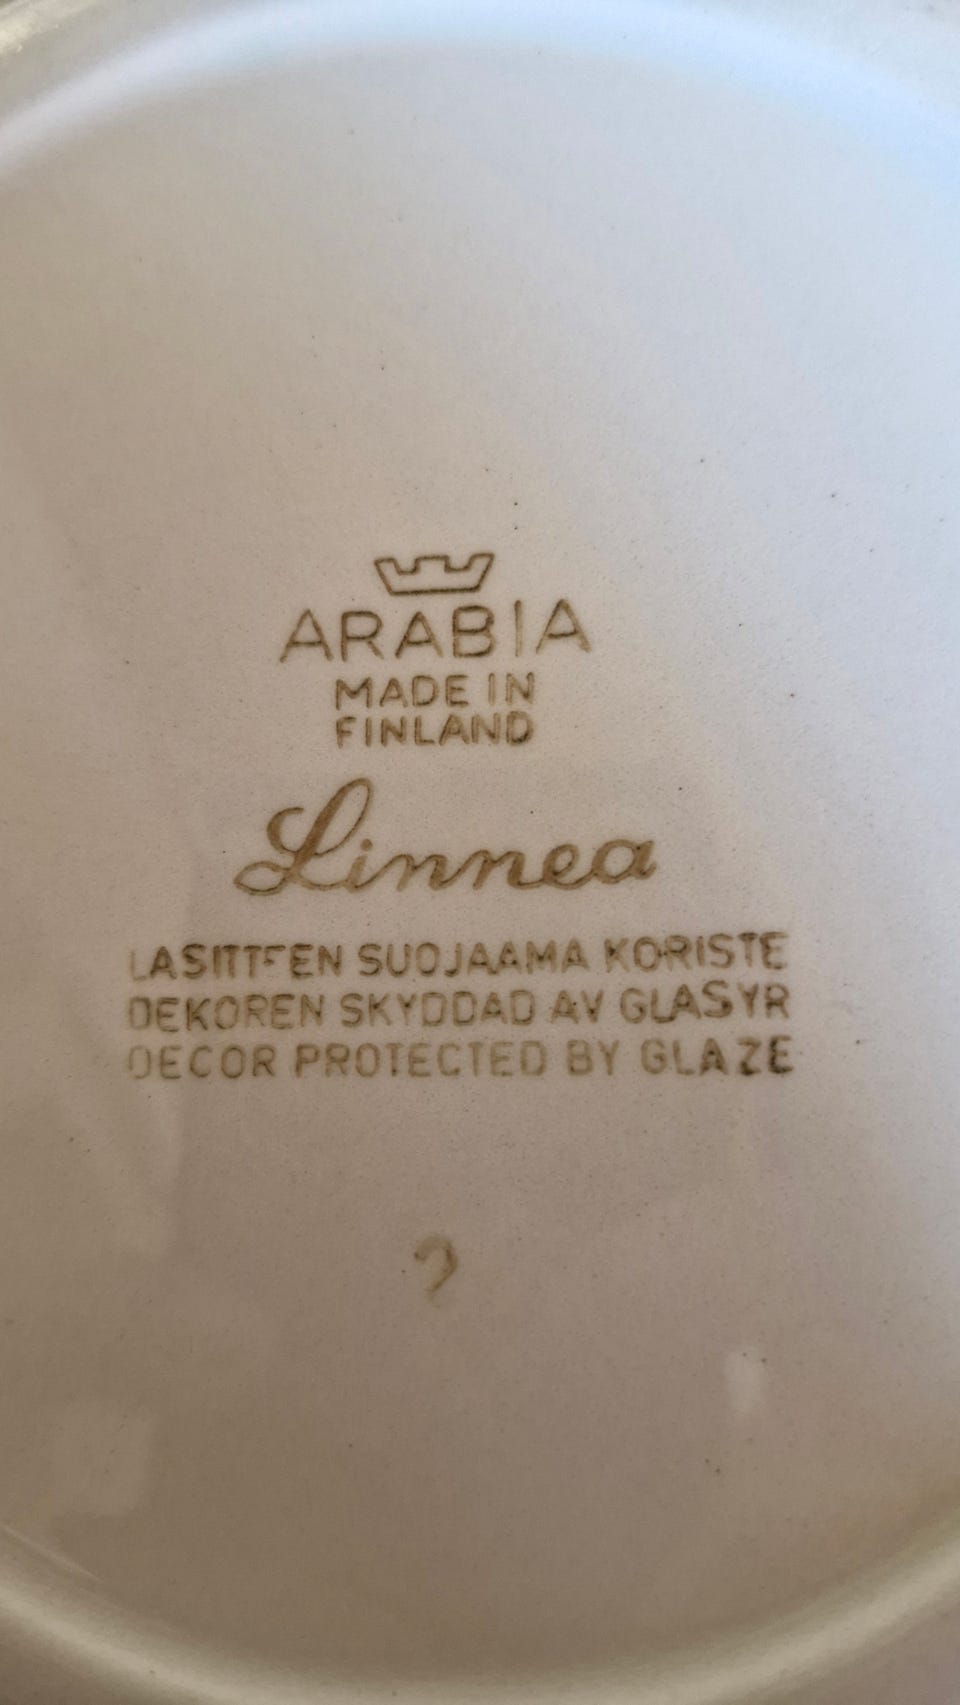 ARABIA
MADE IN
FINLAND
Linnea
LASITTEEN SUOJAAMA KORISTE
DEKOREN SKYDDAD AV GLASYR
DECOR PROTECTED BY GLAZE